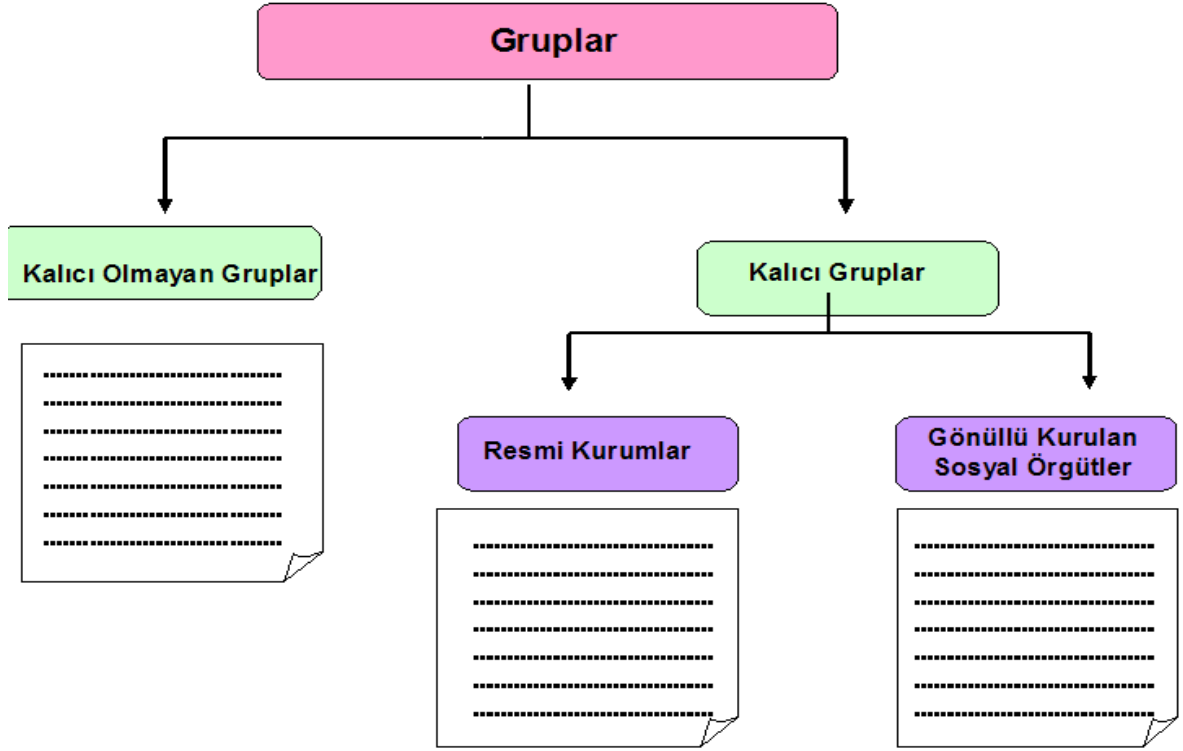 Gruplar
Kalıcı Olmayan Gruplar
Kalıcı Gruplar
Resmi Kurumlar
Gönüllü Kurulan
Sosyal Örgütler